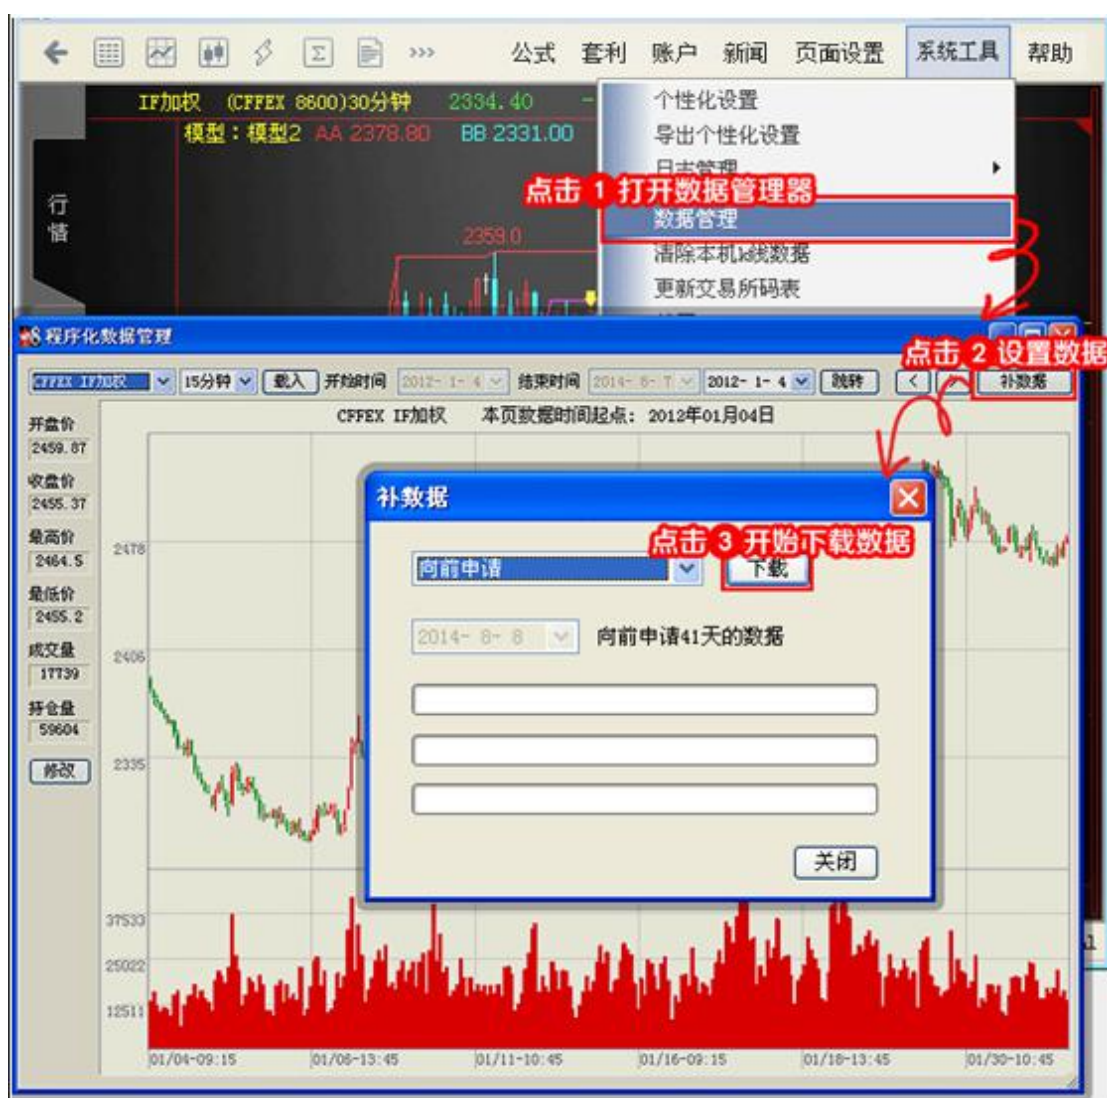 公式 套利 账户 新闻 页面设置 系统工具 帮助
IF加权 (CFFEX 8600)30分钟 2334.40
模型：模型2 AA 2378.80 BB 2331.00
个性化设置
导出个性化设置
日志管理
点击 1 打开数据管理器
数据管理
清除本机k线数据
更新交易所码表
行情
2359.0
程序化数据管理
点击 2 设置数据
CFFEX IF加权 15分钟 载入 开始时间 2012- 1- 4 结束时间 2014- 8- 7 2012- 1- 4 跳转 < > 补数据
CFFEX IF加权 本页数据时间起点: 2012年01月04日
开盘价
2459.87
收盘价
2455.37
最高价
2464.5
最低价
2455.2
成交量
17739
持仓量
59604
修改
2478
2406
2335
37533
25022
12511
补数据
点击 3 开始下载数据
向前申请 下载
2014- 8- 8 向前申请41天的数据
关闭
01/04-09:15 01/06-13:45 01/11-10:45 01/16-09:15 01/18-13:45 01/30-10:45